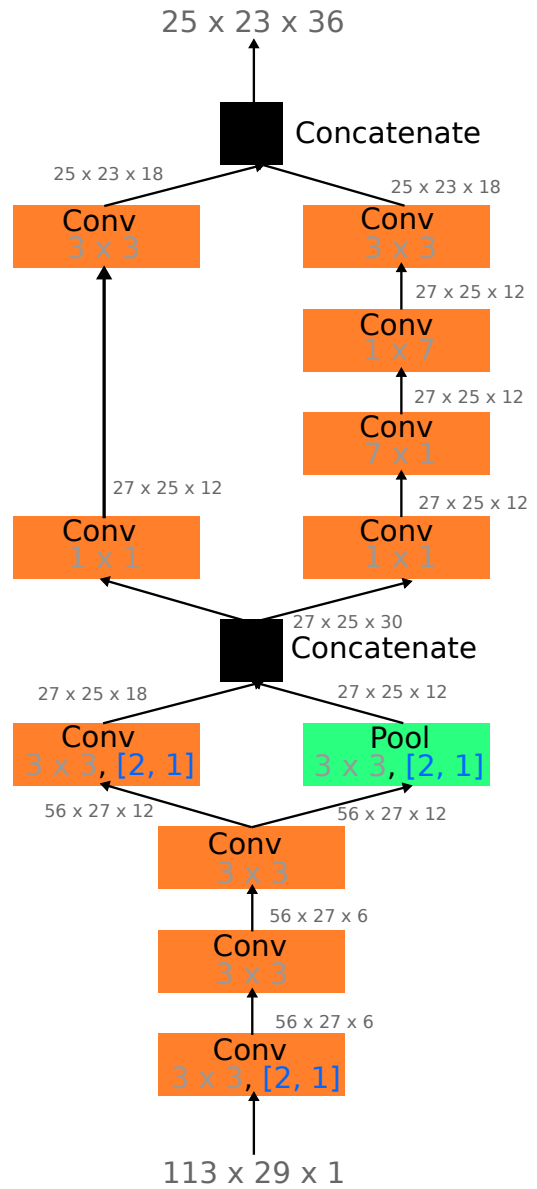 25 x 23 x 36
Concatenate
25 x 23 x 18
25 x 23 x 18
Conv
3 x 3
Conv
3 x 3
27 x 25 x 12
Conv
1 x 7
27 x 25 x 12
Conv
7 x 1
27 x 25 x 12
27 x 25 x 12
Conv
1 x 1
Conv
1 x 1
27 x 25 x 30
Concatenate
27 x 25 x 18
27 x 25 x 12
Conv
3 x 3, [2, 1]
Pool
3 x 3, [2, 1]
56 x 27 x 12
56 x 27 x 12
Conv
3 x 3
56 x 27 x 6
Conv
3 x 3
56 x 27 x 6
Conv
3 x 3, [2, 1]
113 x 29 x 1